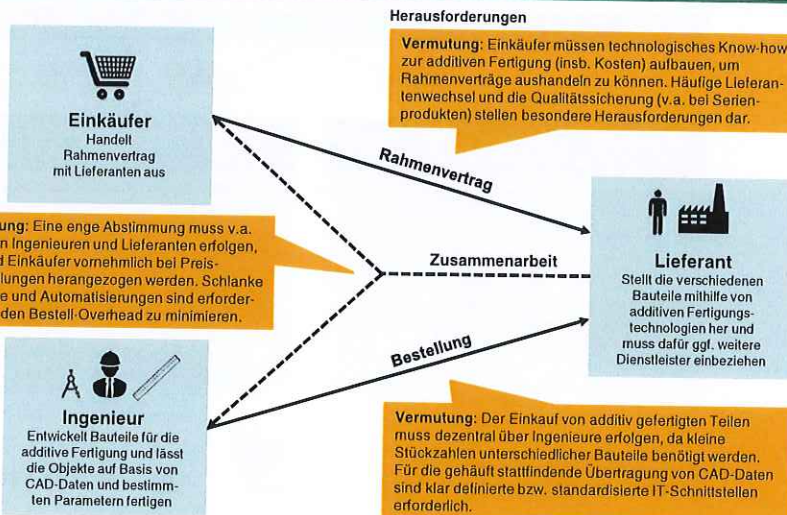 Herausforderungen
Vermutung: Einkäufer müssen technologisches Know-how
zur additiven Fertigung (insb. Kosten) aufbauen, um
Rahmenverträge aushandeln zu können. Häufige Lieferan-
tenwechsel und die Qualitätssicherung (v.a. bei Serien-
produkten) stellen besondere Herausforderungen dar.
Einkäufer
Handelt
Rahmenvertrag
mit Lieferanten aus
Rahmenvertrag
ung: Eine enge Abstimmung muss v.a.
n Ingenieuren und Lieferanten erfolgen,
d Einkäufer vornehmlich bei Preis-
llungen herangezogen werden. Schlanke
e und Automatisierungen sind erforder-
den Bestell-Overhead zu minimieren.
Zusammenarbeit
Lieferant
Stellt die verschiedenen
Bauteile mithilfe von
additiven Fertigungs-
technologien her und
muss dafür ggf. weitere
Dienstleister einbeziehen
Bestellung
Ingenieur
Entwickelt Bauteile für die
additive Fertigung und lässt
die Objekte auf Basis von
CAD-Daten und bestimm-
ten Parametern fertigen
Vermutung: Der Einkauf von additiv gefertigten Teilen
muss dezentral über Ingenieure erfolgen, da kleine
Stückzahlen unterschiedlicher Bauteile benötigt werden.
Für die gehäuft stattfindende Übertragung von CAD-Daten
sind klar definierte bzw. standardisierte IT-Schnittstellen
erforderlich.